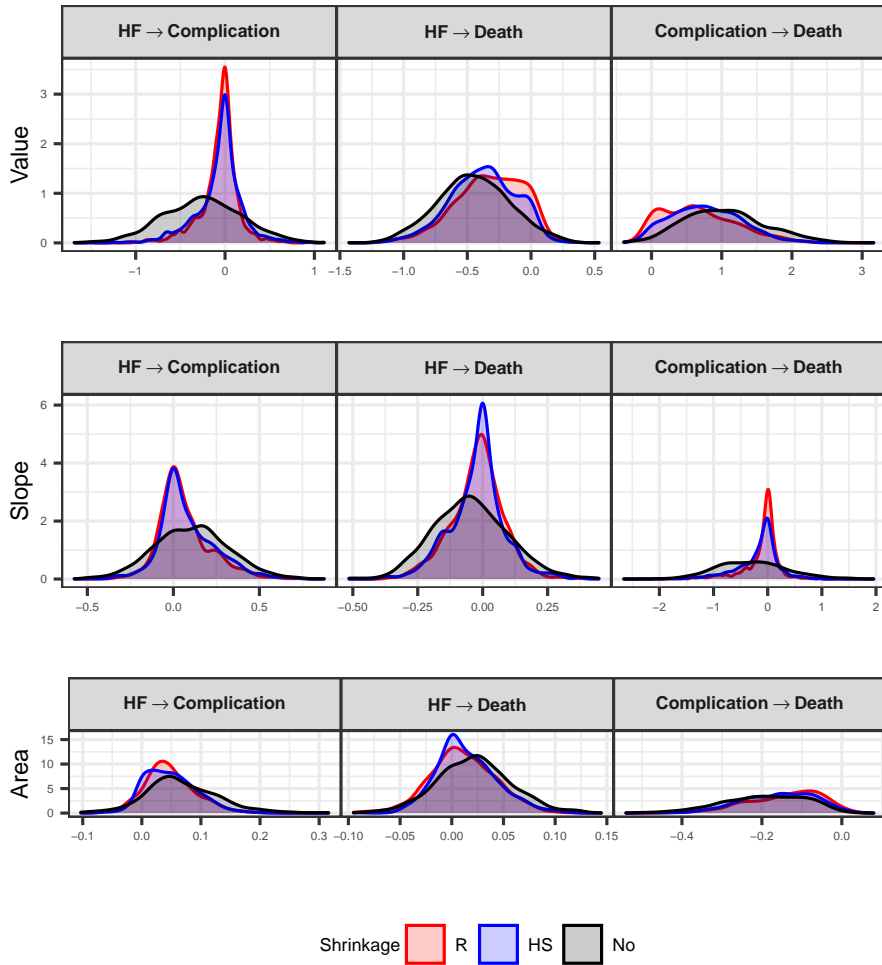 HF → Complication HF → Death Complication → Death
Value
3
2
1
0
−1 0 1 −1.5 −1.0 −0.5 0.0 0.5 0 1 2 3
HF → Complication HF → Death Complication → Death
Slope
6
4
2
0
−0.5 0.0 0.5 −0.50 −0.25 0.00 0.25 −2 −1 0 1 2
HF → Complication HF → Death Complication → Death
Area
15
10
5
0
−0.1 0.0 0.1 0.2 0.3 −0.10 −0.05 0.00 0.05 0.10 0.15 −0.4 −0.2 0.0
Shrinkage R HS No